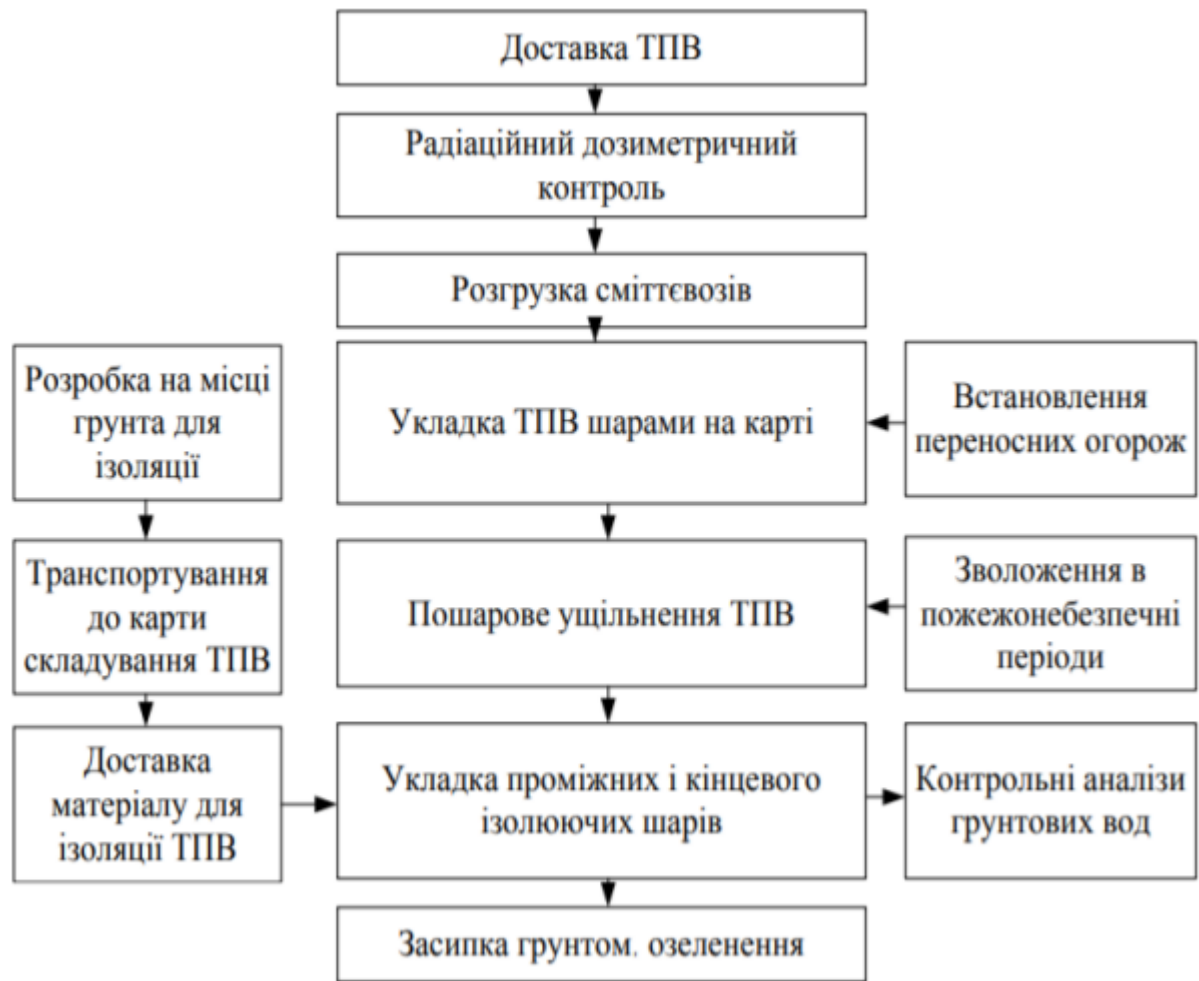 Доставка ТПВ
Радіаційний дозиметричний
контроль
Розгрузка сміттєвозів
Розробка на місці
грунта для
ізоляції
Укладка ТПВ шарами на карті
Встановлення
переносних огорож
Транспортування
до карти
складування ТПВ
Пошарове ущільнення ТПВ
Зволоження в
пожежонебезпечні
періоди
Доставка
матеріалу для
ізоляції ТПВ
Укладка проміжних і кінцевого
ізолюючих шарів
Контрольні аналізи
грунтових вод
Засипка грунтом. озеленення